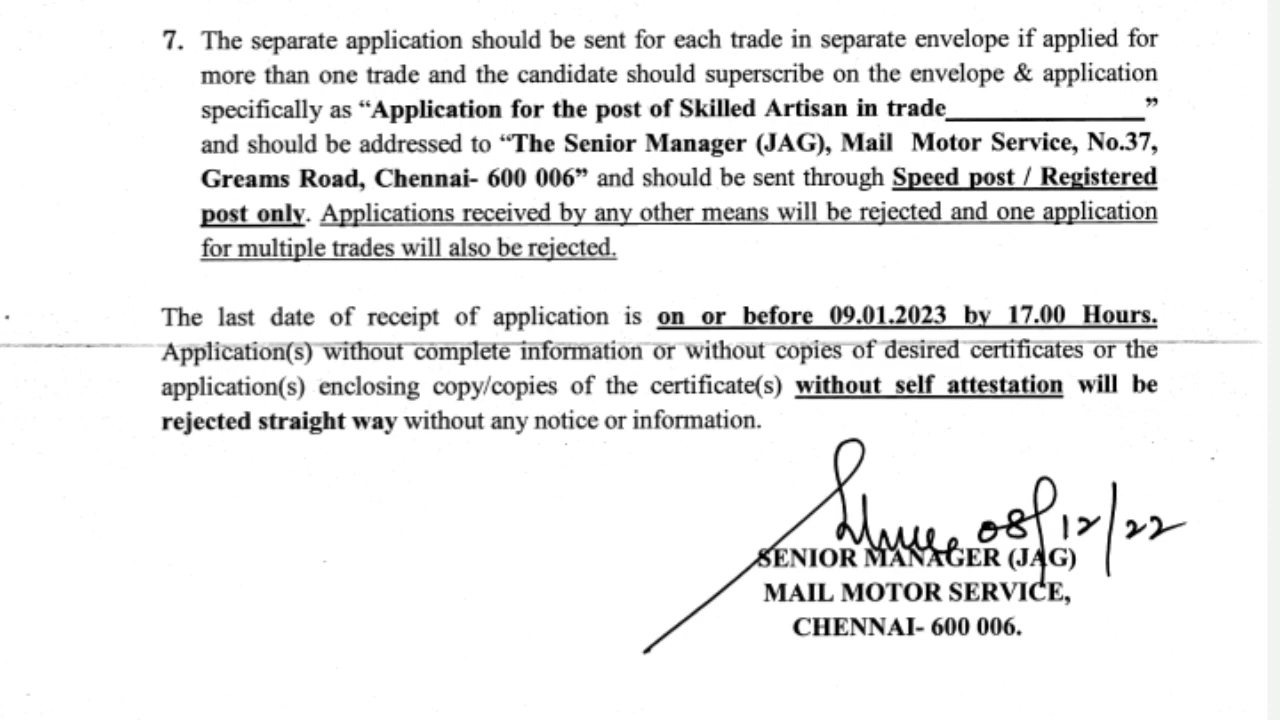 7. The separate application should be sent for each trade in separate envelope if applied for
more than one trade and the candidate should superscribe on the envelope & application
specifically as “Application for the post of Skilled Artisan in trade_______________”
and should be addressed to “The Senior Manager (JAG), Mail Motor Service, No.37,
Greams Road, Chennai- 600 006” and should be sent through Speed post / Registered
post only. Applications received by any other means will be rejected and one application
for multiple trades will also be rejected.
The last date of receipt of application is on or before 09.01.2023 by 17.00 Hours.
Application(s) without complete information or without copies of desired certificates or the
application(s) enclosing copy/copies of the certificate(s) without self attestation will be
rejected straight way without any notice or information.
08/12/22
SENIOR MANAGER (JAG)
MAIL MOTOR SERVICE,
CHENNAI- 600 006.